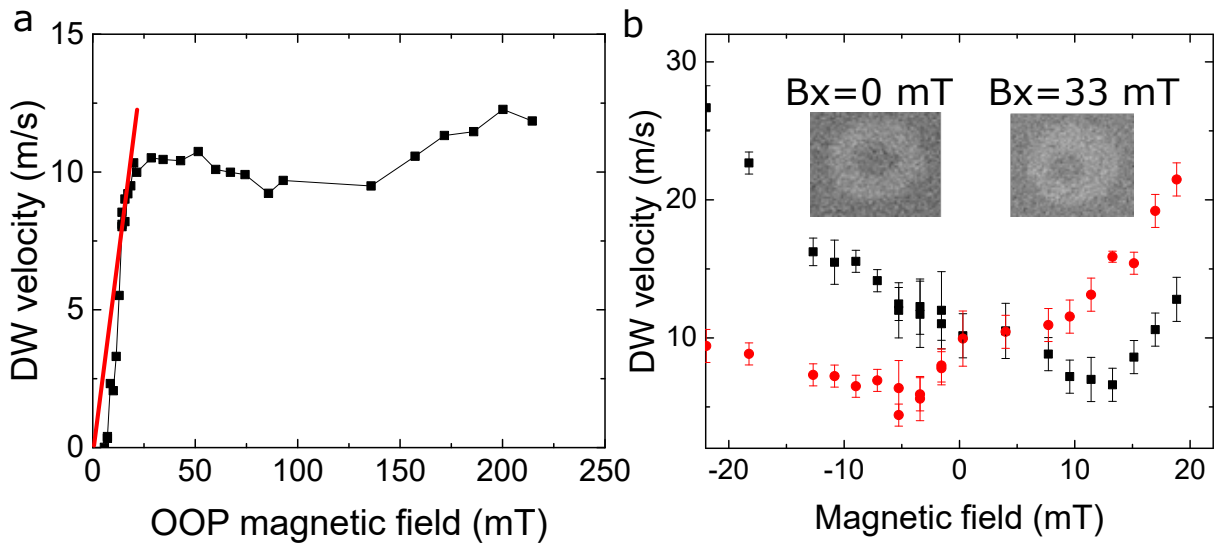 a
15
10
5
0
DW velocity (m/s)
0 50 100 150 200 250
OOP magnetic field (mT)
b
30
20
10
DW velocity (m/s)
Bx=0 mT Bx=33 mT
-20 -10 0 10 20
Magnetic field (mT)